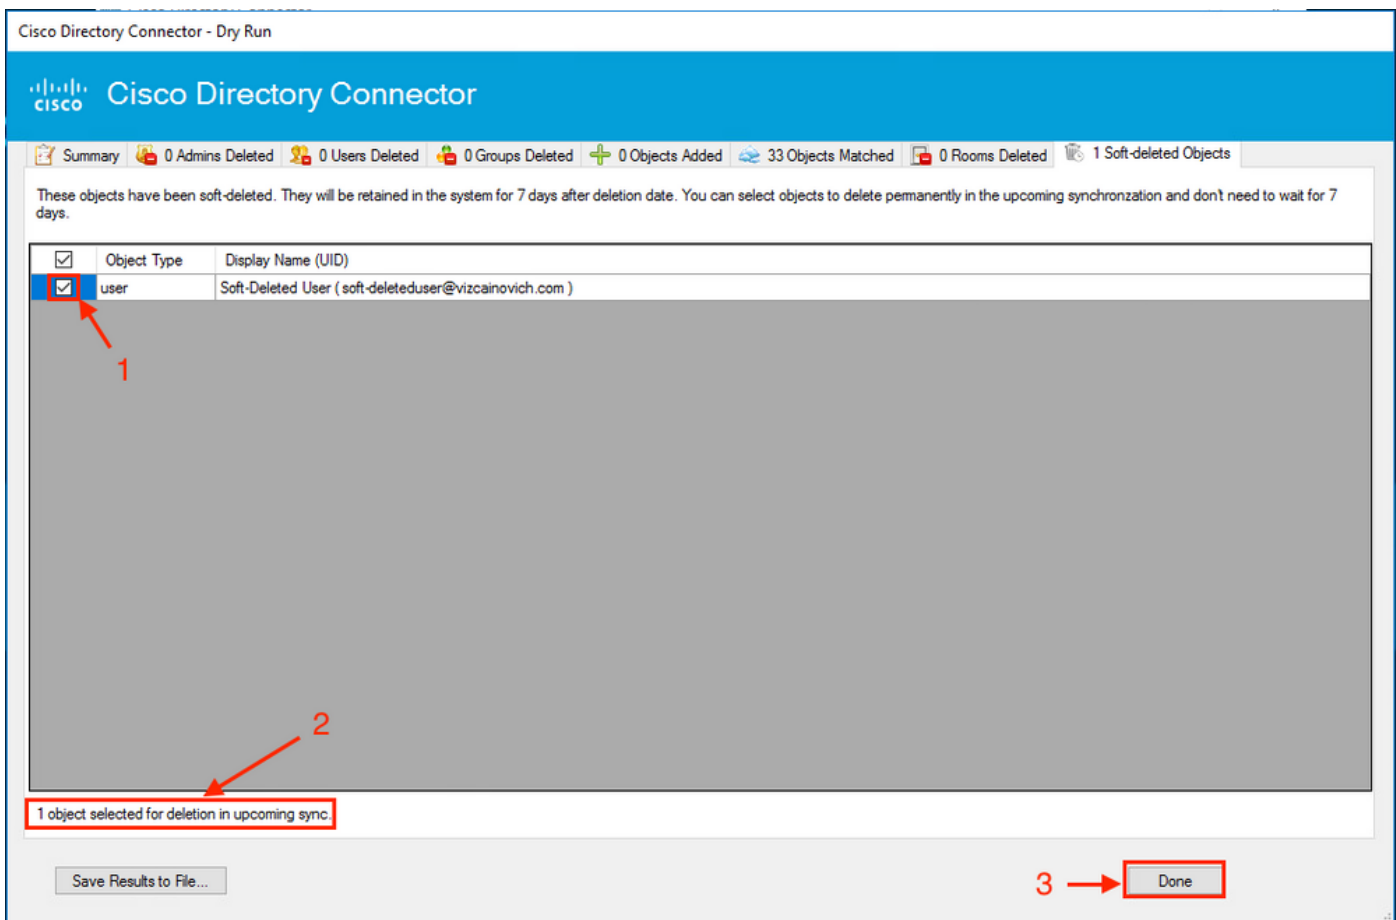 Cisco Directory Connector - Dry Run
CISCO Cisco Directory Connector
Summary 0 Admins Deleted 0 Users Deleted 0 Groups Deleted 0 Objects Added 33 Objects Matched 0 Rooms Deleted 1 Soft-deleted Objects
These objects have been soft-deleted. They will be retained in the system for 7 days after deletion date. You can select objects to delete permanently in the upcoming synchronzation and don't need to wait for 7
days.
Object Type Display Name (UID)
user Soft-Deleted User ( soft-deleteduser@vizcainovich.com )
1
2
1 object selected for deletion in upcoming sync.
Save Results to File... 3 Done